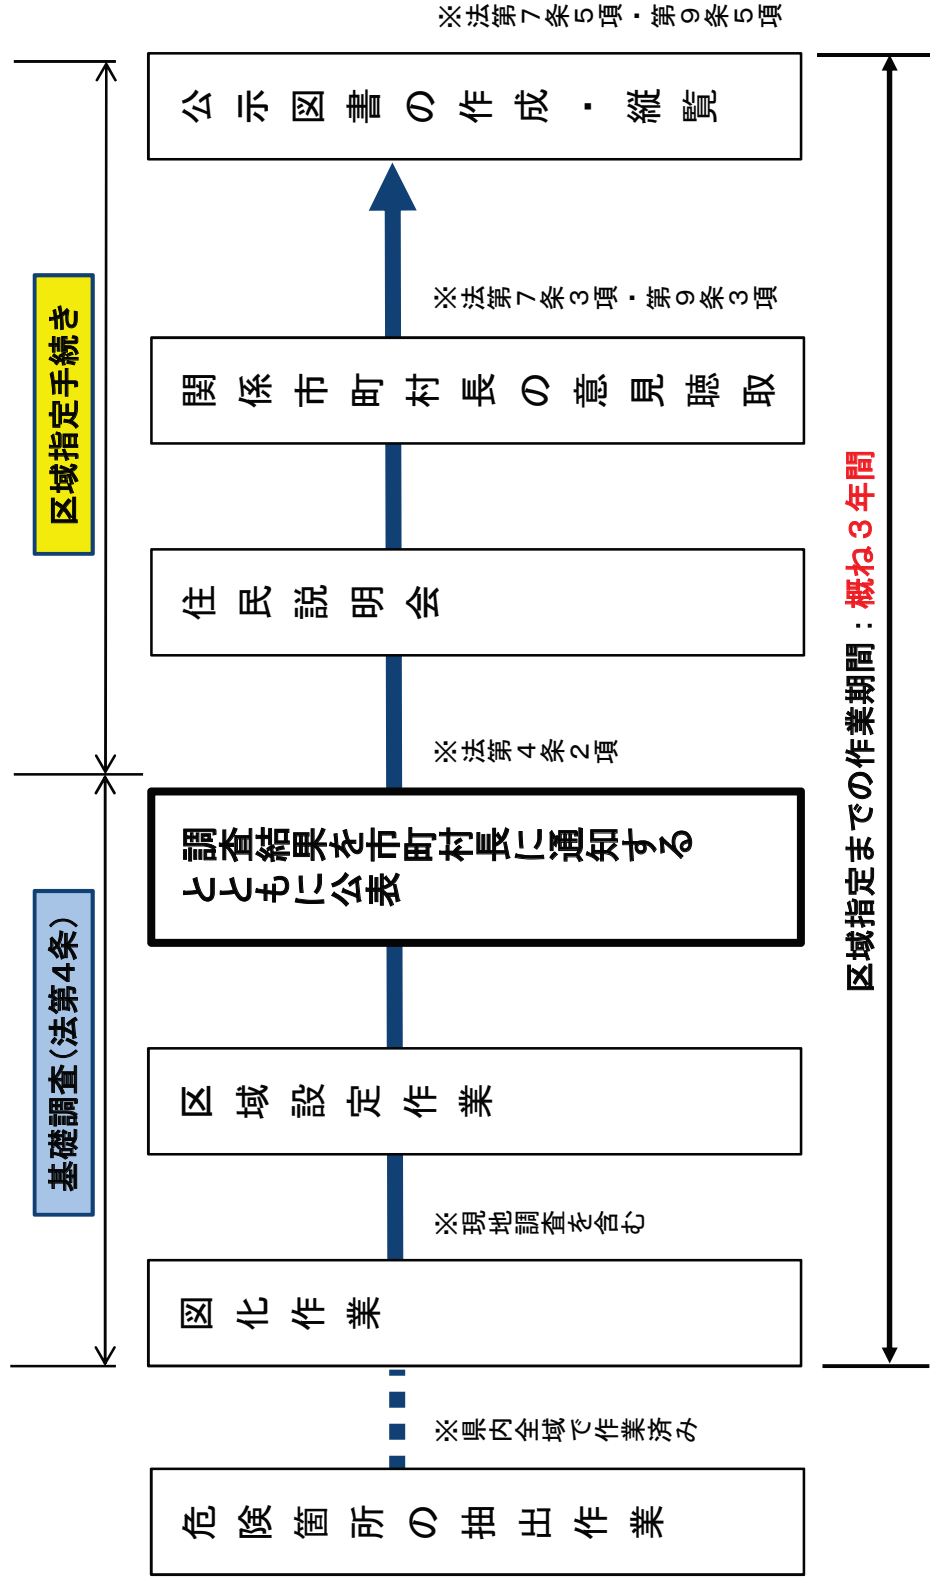 基礎調査（法第４条）
区域指定手続き
危険箇所の抽出作業
※県内全域で作業済み
図化作業
※現地調査を含む
区域設定作業
調査結果を市町村長に通知する
とともに公表
※法第４条２項
住民説明会
関係市町村長の意見聴取
※法第７条３項・第９条３項
公示図書の作成・縦覧
※法第７条５項・第９条５項
区域指定までの作業期間：概ね３年間